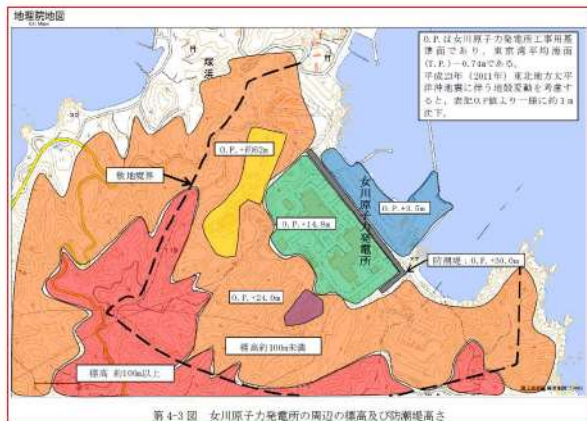 地理院地図
O.P.は女川原子力発電所工事用基
準面であり、東京湾平均海面
(T.P.)-0.74mである。
平成23年(2011年)東北地方太平
洋沖地震に伴う地殻変動を考慮す
ると、表記O.P値より一様に約1m
沈下。
塚浜
O.P.+約62m
敷地境界
O.P.+3.5m
女川原子力発電所
O.P.+14.8m
防潮堤:O.P.+30.0m
O.P.+24.0m
標高約100m未満
標高 約100m以上
第4-3図 女川原子力発電所の周辺の標高及び防潮堤高さ